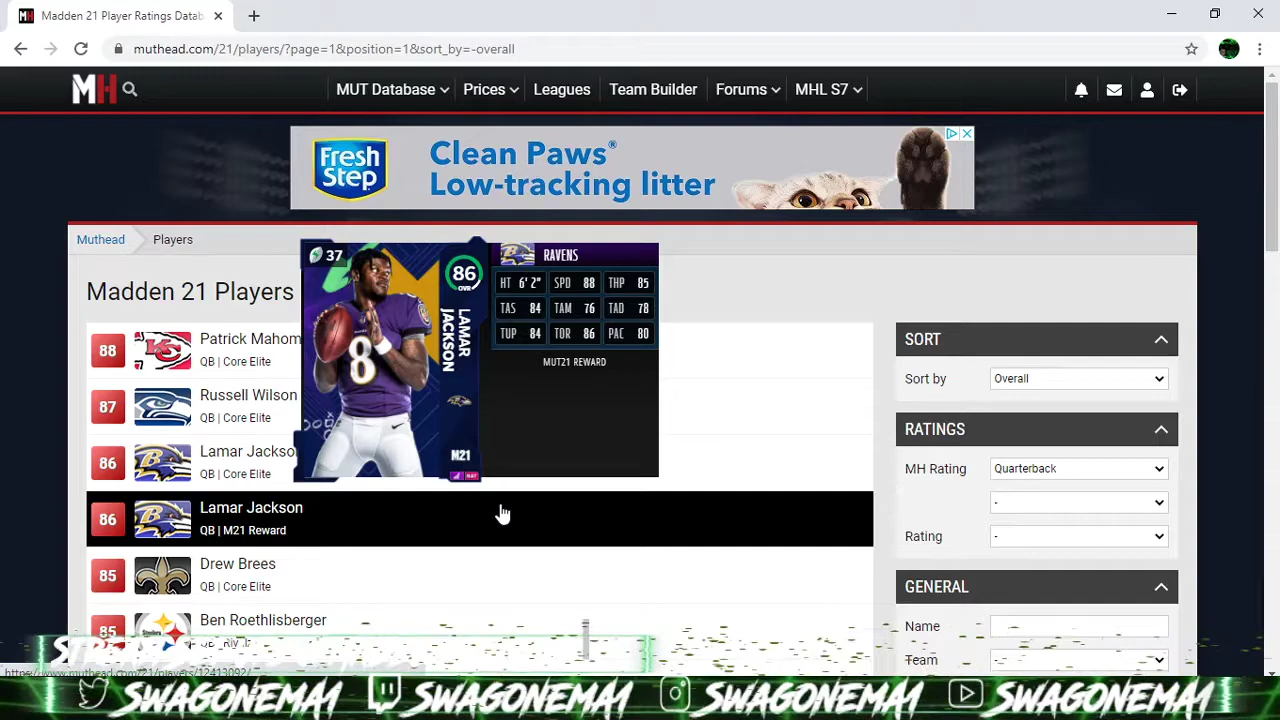 Madden 21 Player Ratings Datab
muthead.com/21/players/?page=1&position=1&sort_by=-overall
MH
MUT Database
Prices
Leagues
Team Builder
Forums
MHL S7
Fresh Step
Clean Paws®
Low-tracking litter
Muthead
Players
Madden 21 Players
37
86
OVR
LAMAR JACKSON
8
M21
RAVENS
HT 6' 2" SPD 88 THP 85
TAS 84 TAM 76 TAD 78
TUP 84 TOR 86 PAC 80
MUT21 REWARD
88
Patrick Mahom
QB | Core Elite
87
Russell Wilson
QB | Core Elite
86
Lamar Jackso
QB | Core Elite
86
Lamar Jackson
QB | M21 Reward
85
Drew Brees
QB | Core Elite
85
Ben Roethlisberger
SORT
Sort by
Overall
RATINGS
MH Rating
Quarterback
-
Rating
-
GENERAL
Name
Team
-
SWAGONEMA1
SWAGONEMA1
SWAGONEMA1
SWAGONEMA1